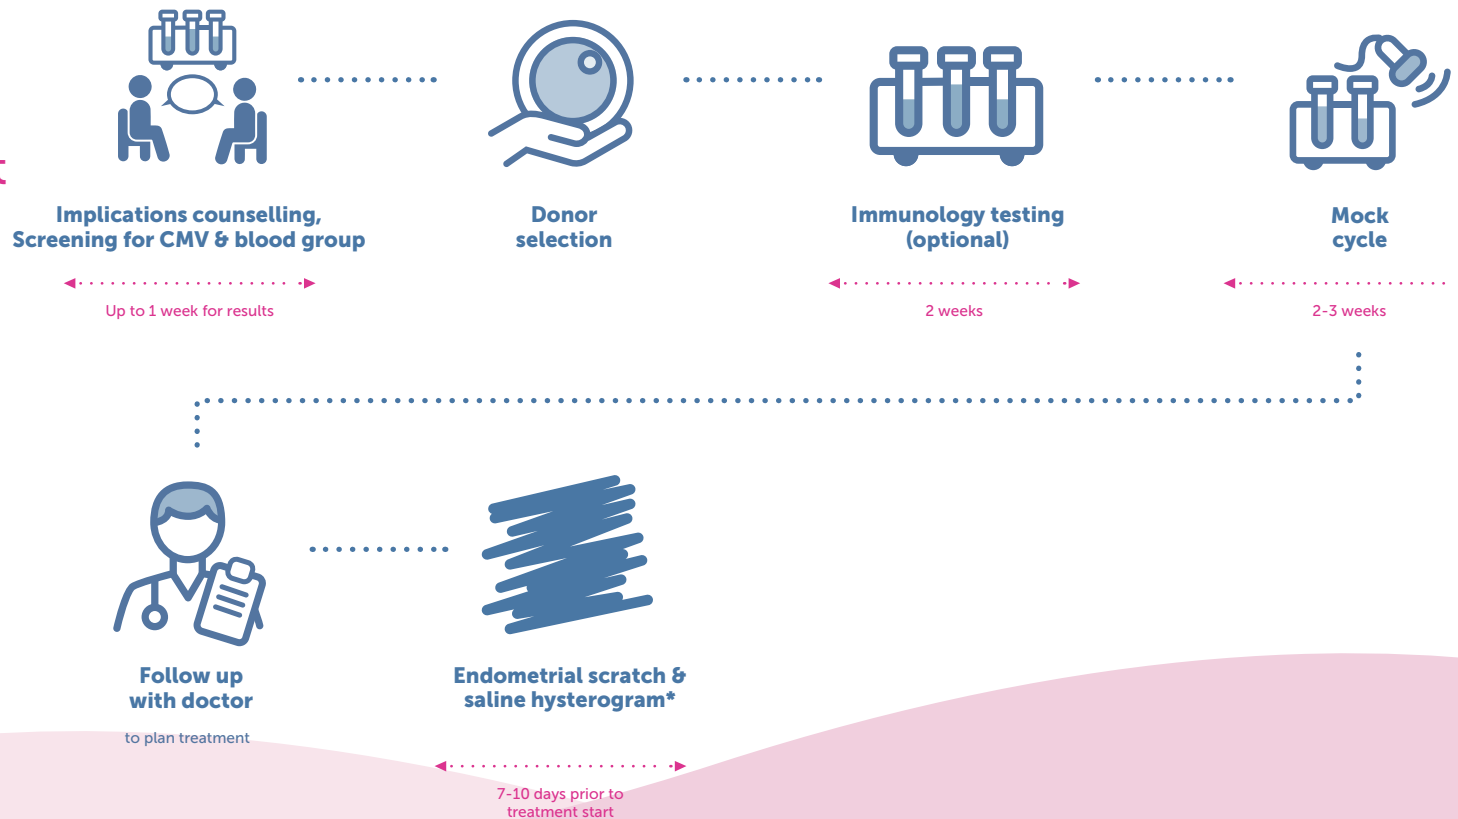 Implications counselling,
Screening for CMV & blood group
Up to 1 week for results
Donor
selection
Immunology testing
(optional)
2 weeks
Mock
cycle
2-3 weeks
Follow up
with doctor
to plan treatment
Endometrial scratch &
saline hysterogram*
7-10 days prior to
treatment start